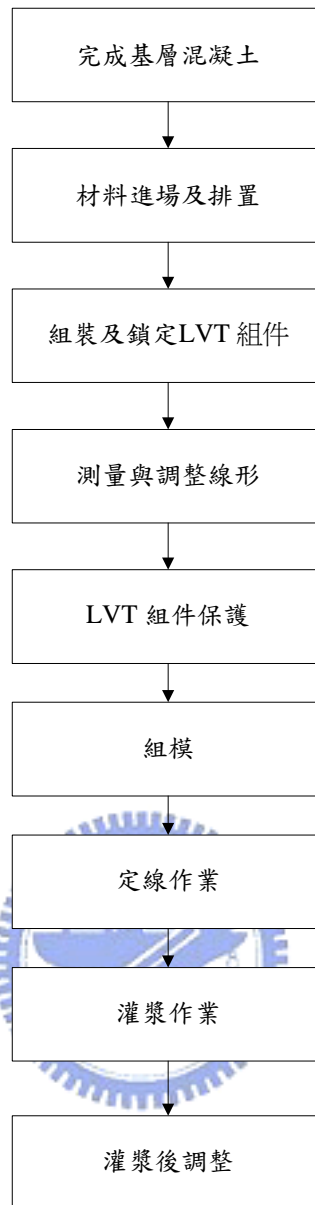 完成基層混凝土
材料進場及排置
組裝及鎖定LVT 組件
測量與調整線形
LVT 組件保護
組模
定線作業
灌漿作業
灌漿後調整